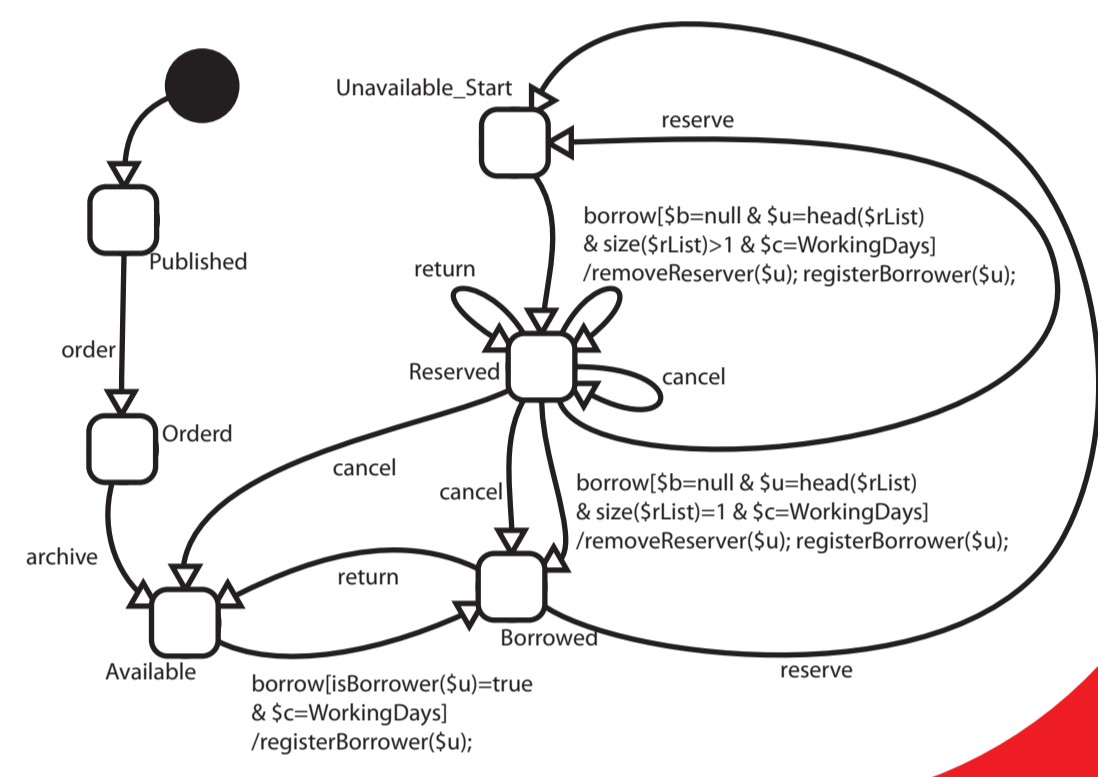 Unavailable_Start
reserve
borrow[$b=null & $u=head($rList)
& size($rList)>1 & $c=WorkingDays]
/removeReserver($u); registerBorrower($u);
Published
return
order
Reserved
cancel
Orderd
cancel
cancel
borrow[$b=null & $u=head($rList)
& size($rList)=1 & $c=WorkingDays]
/removeReserver($u); registerBorrower($u);
archive
return
Borrowed
Available
reserve
borrow[isBorrower($u)=true
& $c=WorkingDays]
/registerBorrower($u);